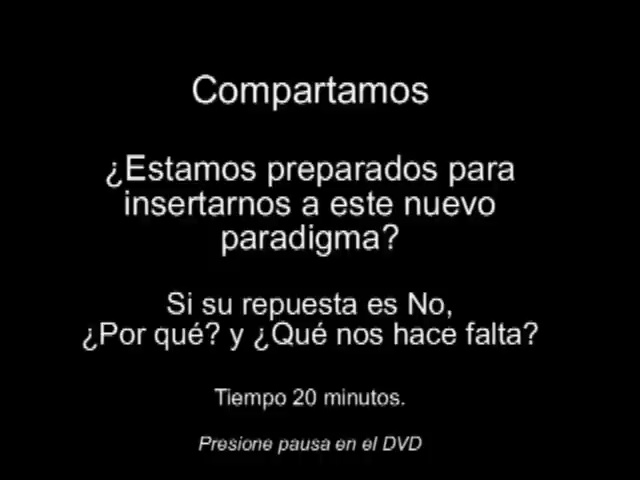 Compartamos
¿Estamos preparados para
insertarnos a este nuevo
paradigma?
Si su repuesta es No,
¿Por qué? y ¿Qué nos hace falta?
Tiempo 20 minutos.
Presione pausa en el DVD